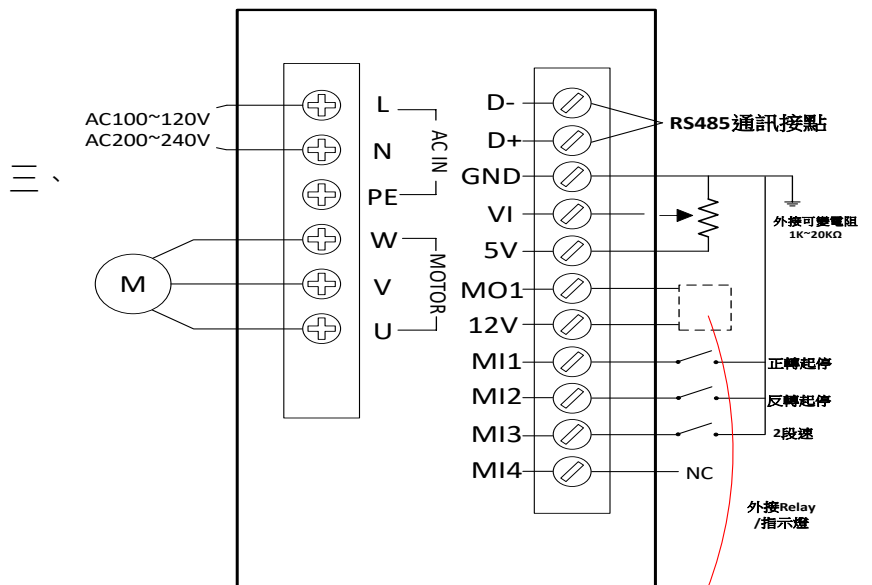 三、
AC100~120V
AC200~240V
L
N
PE
AC IN
W
V
U
MOTOR
M
D-
D+
GND
VI
5V
MO1
12V
MI1
MI2
MI3
MI4
RS485通訊接點
外接可變電阻
1K~20KΩ
正轉起停
反轉起停
2段速
NC
外接Relay
/指示燈